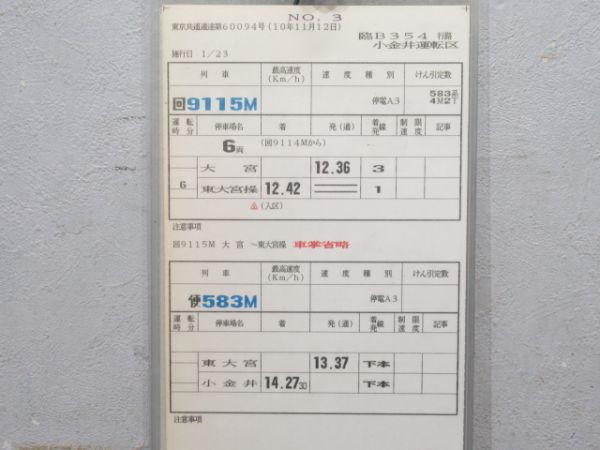 NO. 3
東京共通運達第60094号(10年11月12日)
臨B354 行路
小金井運転区
施行日 1/23
列車 最高速度(Km/h) 速度種別 けん引定数
回9115M 停電A3 583系 4M2T
運転時分 停車場名 着 発(通) 着発線 制限速度 記事
6両 (回9114Mから)
大宮 12.36 3
6 東大宮操 12.42 1
⚠(入区)
注意事項
回9115M 大宮 ~東大宮操 車掌省略
列車 最高速度(Km/h) 速度種別 けん引定数
便583M 停電A3
運転時分 停車場名 着 発(通) 着発線 制限速度 記事
東大宮 13.37 下本
小金井 14.27 30 下本
注意事項